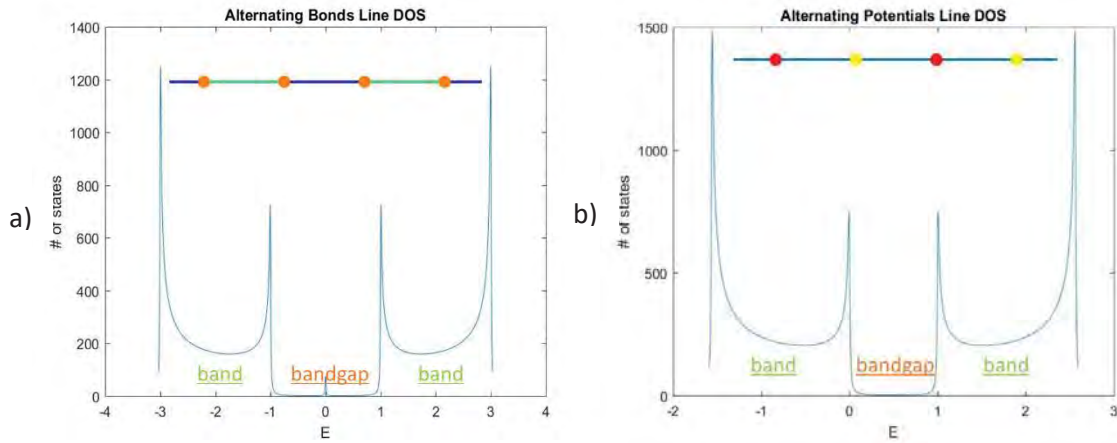 Alternating Bonds Line DOS
1400
1200
1000
800
600
400
200
0
# of states
a)
band
bandgap
band
-4 -3 -2 -1 0 1 2 3 4
E
Alternating Potentials Line DOS
1500
1000
500
0
# of states
b)
band
bandgap
band
-2 -1 0 1 2 3
E